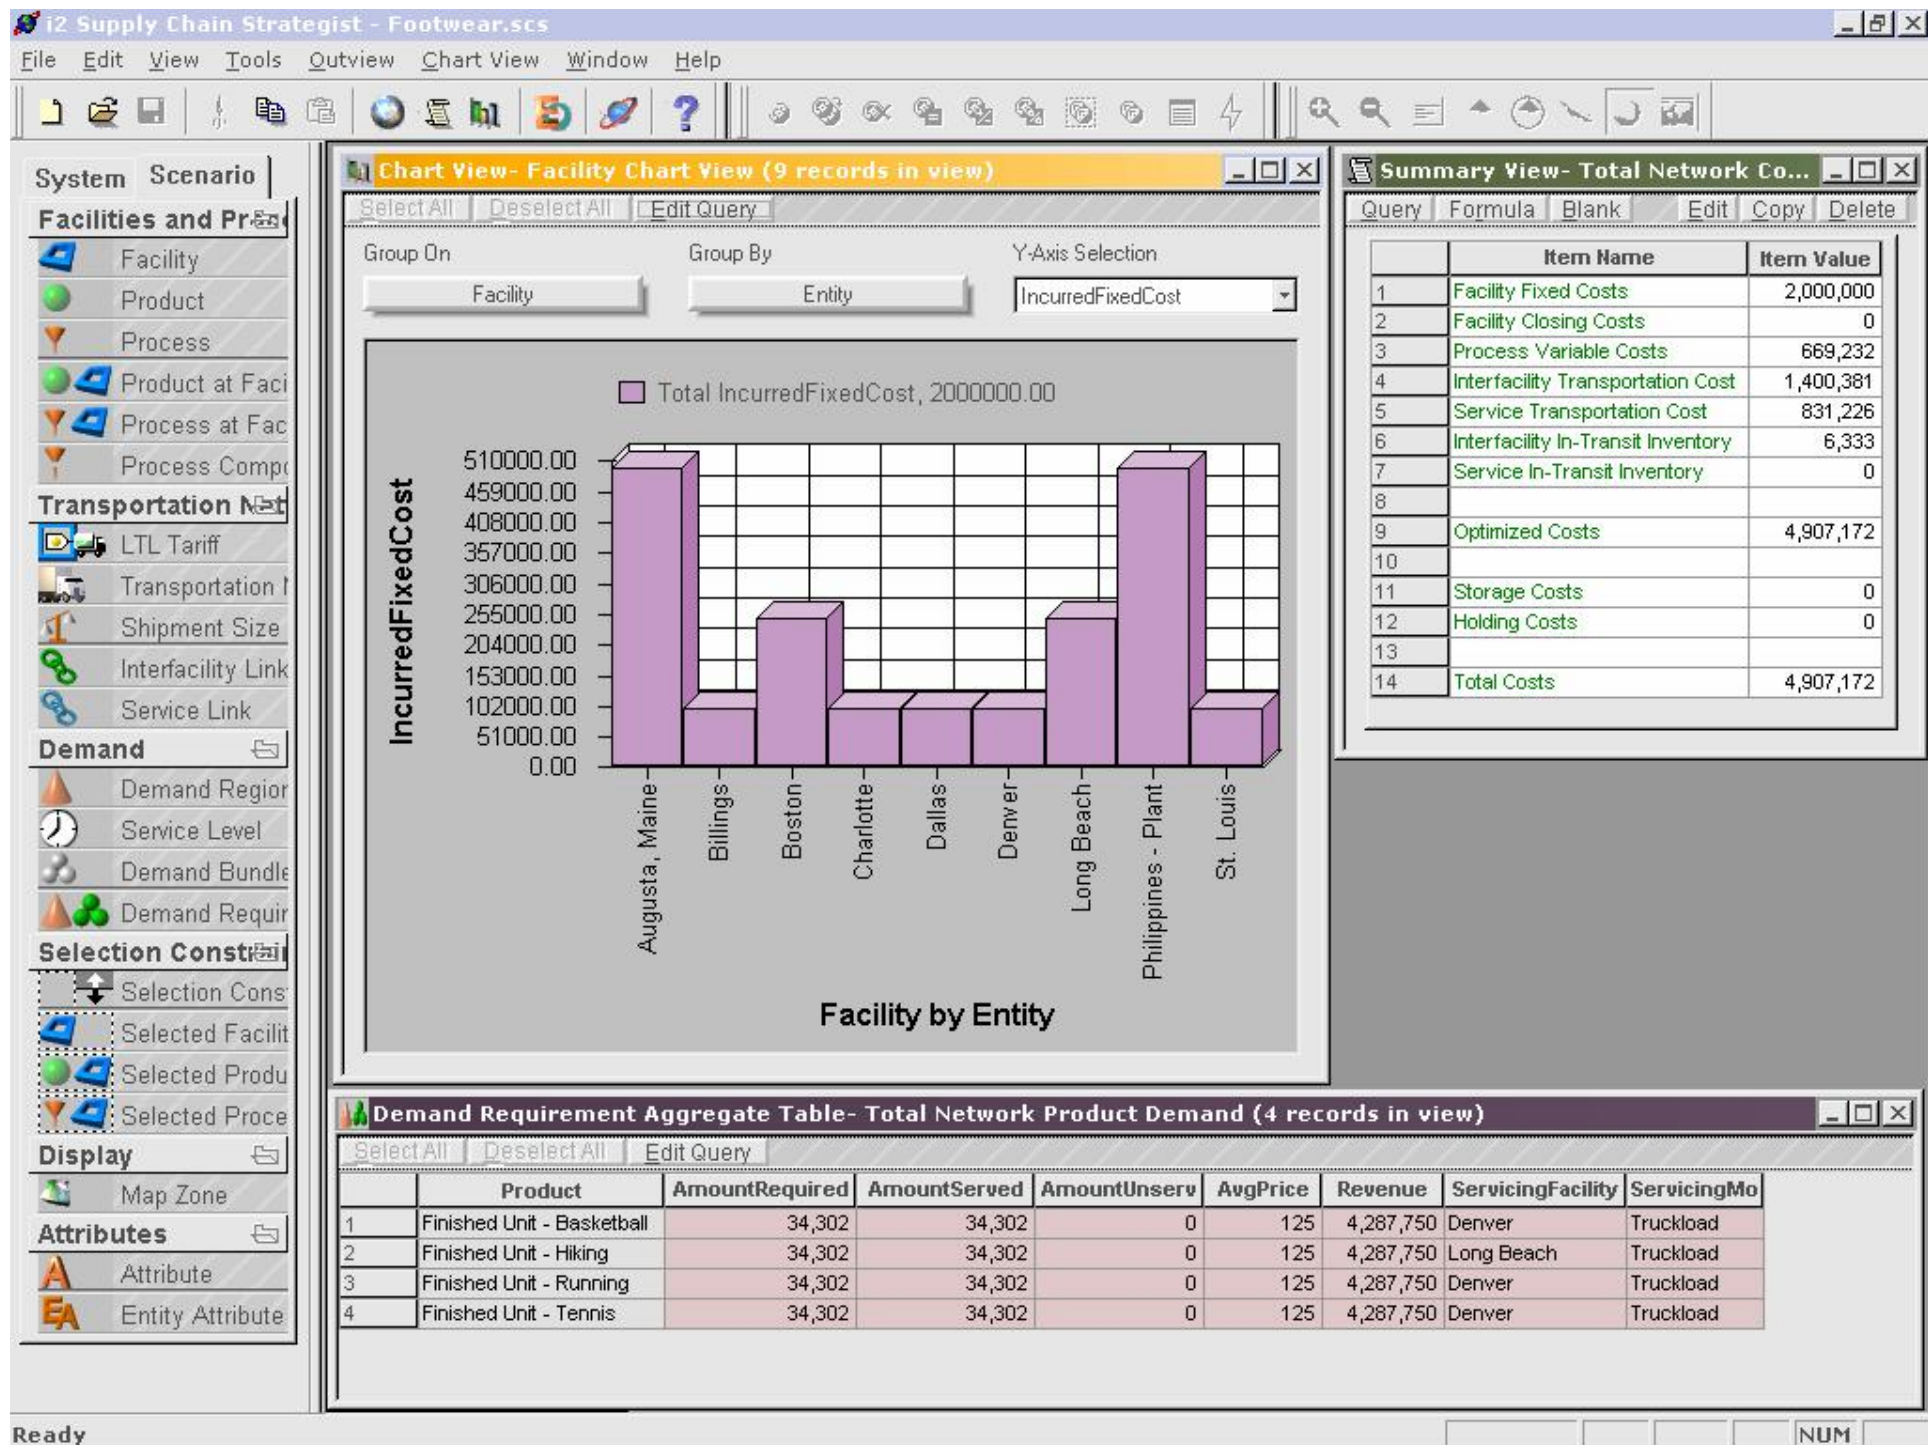 i2 Supply Chain Strategist - Footwear.scs
File Edit View Tools Outview Chart View Window Help
System Scenario
Facilities and Pr
Facility
Product
Process
Product at Faci
Process at Fac
Process Compo
Transportation Net
LTL Tariff
Transportation
Shipment Size
Interfacility Link
Service Link
Demand
Demand Region
Service Level
Demand Bundle
Demand Requir
Selection Constrain
Selection Cons
Selected Facilit
Selected Produ
Selected Proce
Display
Map Zone
Attributes
Attribute
Entity Attribute
Chart View- Facility Chart View (9 records in view)
Select All Deselect All Edit Query
Group On Group By Y-Axis Selection
Facility Entity IncurredFixedCost
Total IncurredFixedCost, 2000000.00
IncurredFixedCost
510000.00
459000.00
408000.00
357000.00
306000.00
255000.00
204000.00
153000.00
102000.00
51000.00
0.00
Augusta, Maine
Billings
Boston
Charlotte
Dallas
Denver
Long Beach
Philippines - Plant
St. Louis
Facility by Entity
Summary View- Total Network Co...
Query Formula Blank Edit Copy Delete
Item Name Item Value
1 Facility Fixed Costs 2,000,000
2 Facility Closing Costs 0
3 Process Variable Costs 669,232
4 Interfacility Transportation Cost 1,400,381
5 Service Transportation Cost 831,226
6 Interfacility In-Transit Inventory 6,333
7 Service In-Transit Inventory 0
8
9 Optimized Costs 4,907,172
10
11 Storage Costs 0
12 Holding Costs 0
13
14 Total Costs 4,907,172
Demand Requirement Aggregate Table- Total Network Product Demand (4 records in view)
Select All Deselect All Edit Query
Product AmountRequired AmountServed AmountUnserv AvgPrice Revenue ServicingFacility ServicingMo
1 Finished Unit - Basketball 34,302 34,302 0 125 4,287,750 Denver Truckload
2 Finished Unit - Hiking 34,302 34,302 0 125 4,287,750 Long Beach Truckload
3 Finished Unit - Running 34,302 34,302 0 125 4,287,750 Denver Truckload
4 Finished Unit - Tennis 34,302 34,302 0 125 4,287,750 Denver Truckload
Ready NUM